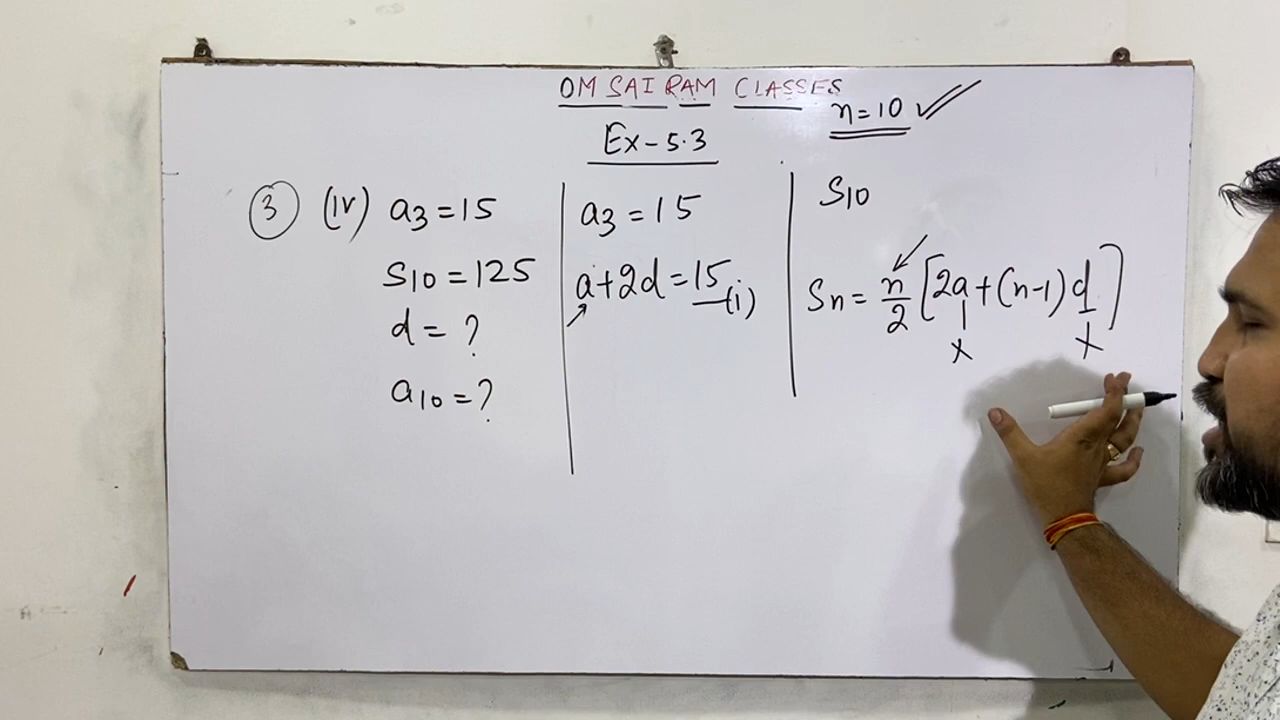 OM SAI RAM CLASSES
n=10 ✓
Ex-5.3
③ (iv) a₃=15
S₁₀=125
d=?
a₁₀=?
a₃=15
a+2d=15 —(i)
S₁₀
Sn=n/2[2a+(n-1)d]
x x